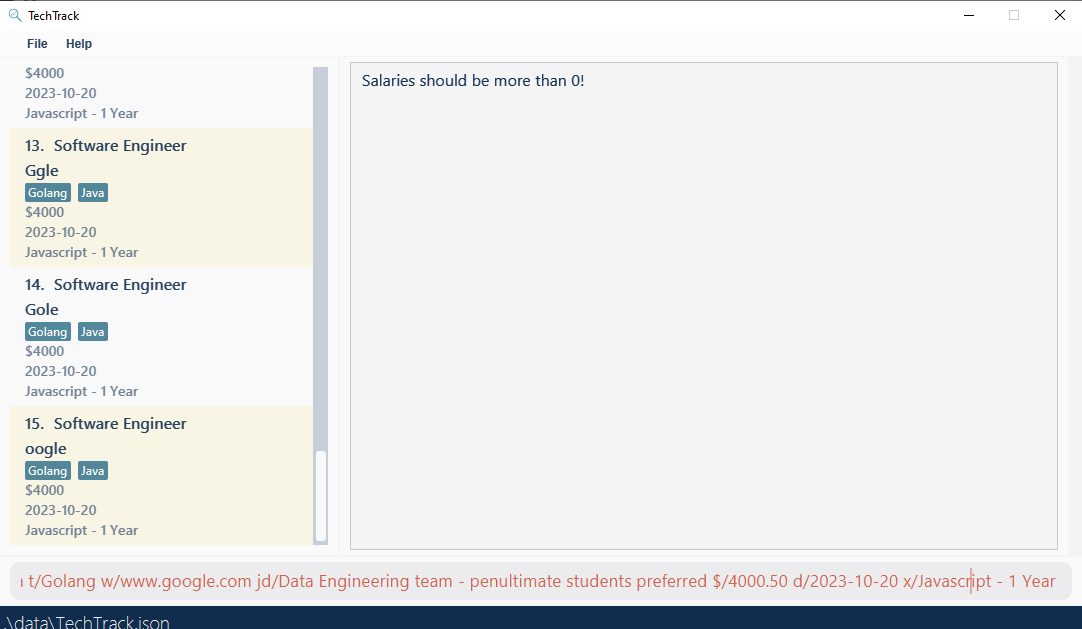 TechTrack
File Help
$4000
2023-10-20
Javascript - 1 Year
13. Software Engineer
Ggle
Golang Java
$4000
2023-10-20
Javascript - 1 Year
14. Software Engineer
Gole
Golang Java
$4000
2023-10-20
Javascript - 1 Year
15. Software Engineer
oogle
Golang Java
$4000
2023-10-20
Javascript - 1 Year
Salaries should be more than 0!
t/Golang w/www.google.com jd/Data Engineering team - penultimate students preferred $/4000.50 d/2023-10-20 x/Javascript - 1 Year
.\data\TechTrack.json